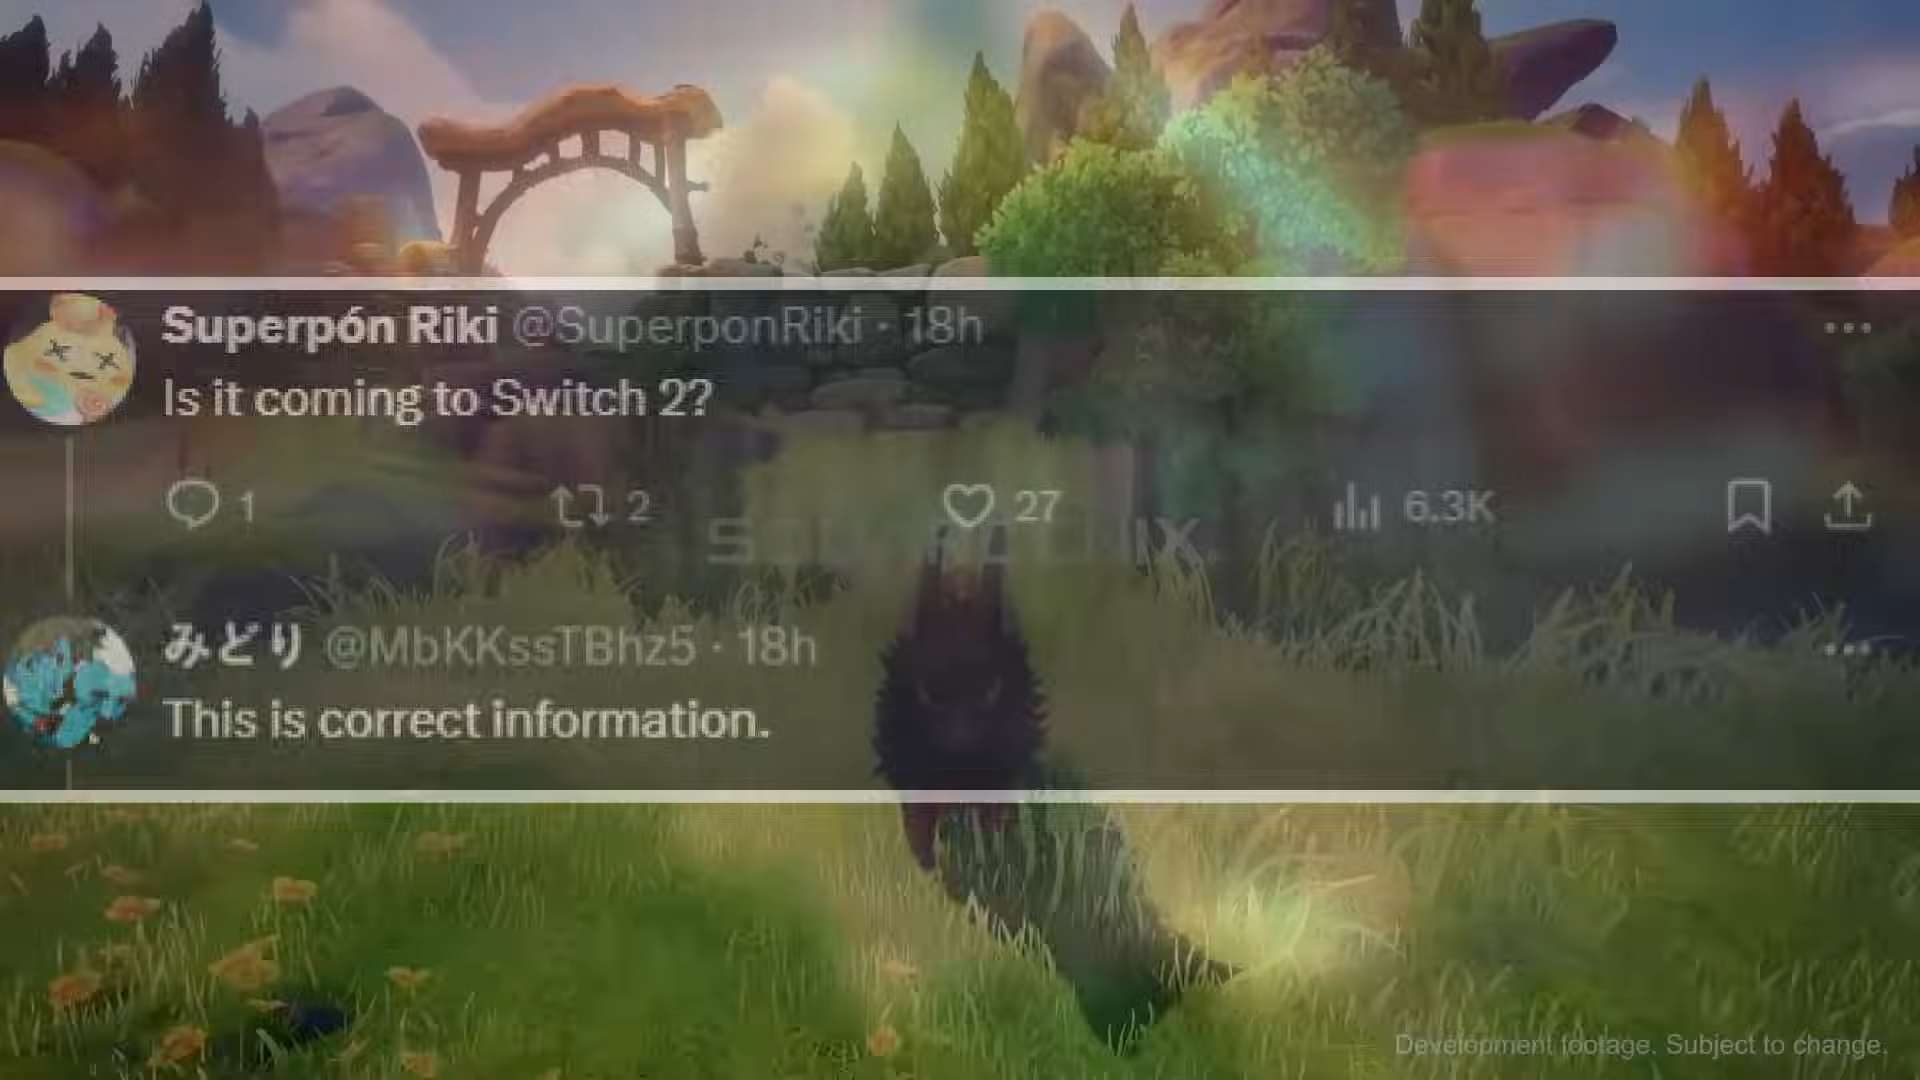 Superpón Riki @SuperponRiki · 18h
Is it coming to Switch 2?
1 2 27 6.3K
みどり @MbKKssTBhz5 · 18h
This is correct information.
Development footage. Subject to change.